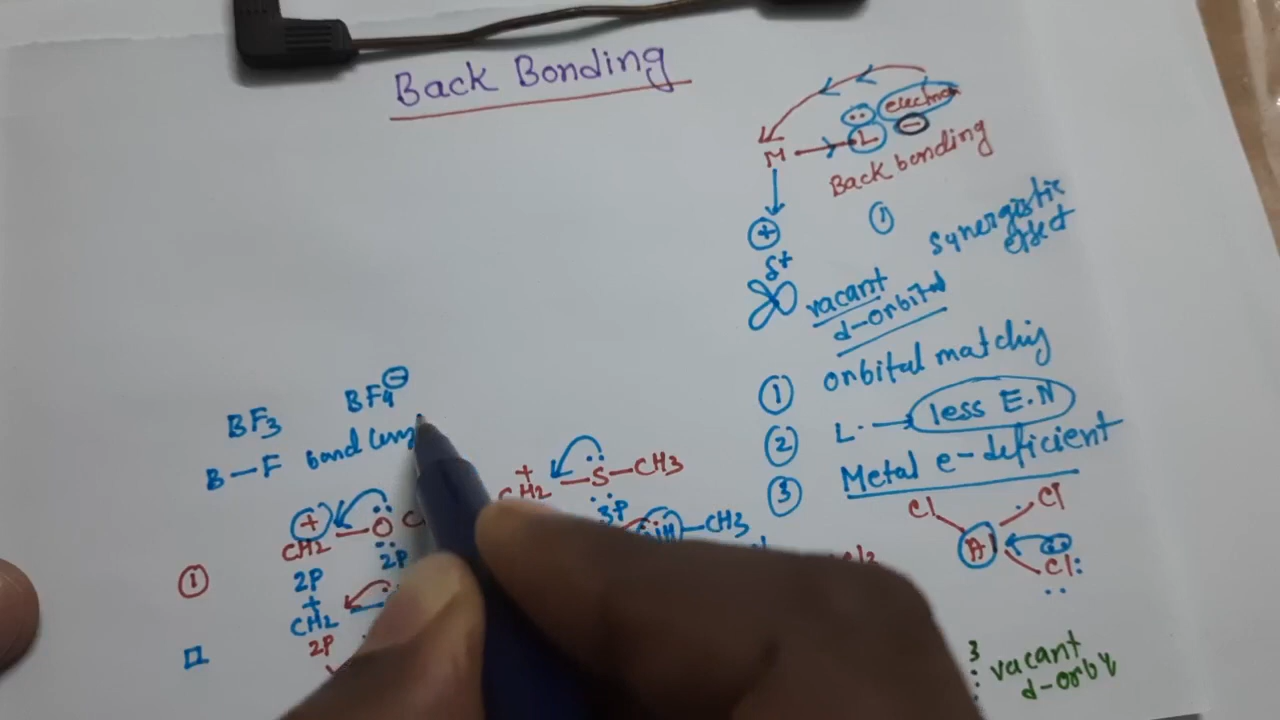 Back Bonding
electron
M L ⊖
Back bonding
⊕
δ+
①
Synergistic
effect
vacant
d-orbital
① orbital matching
② L. → less E.N
③ Metal e-deficient
BF3 BF4⊖
B—F bond leng
+
CH2 —S—CH3
3P
⊕
CH2 —O C
2P 2P
①
+
CH2
2P
—CH3
Cl Cl
Al
Cl:
3
vacant
d-orby